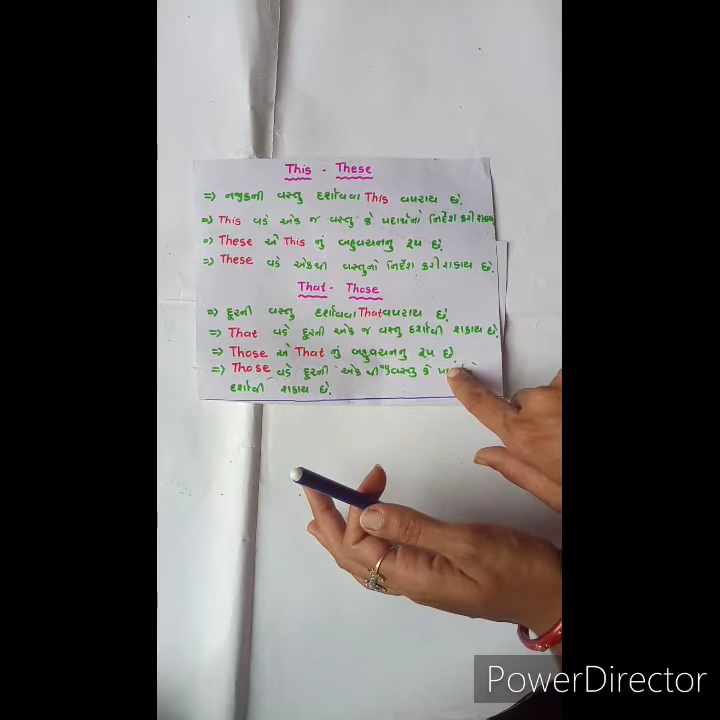 This - These
=> નજીકની વસ્તુ દર્શાવવા This વપરાય છે.
=> This વડે એક જ વસ્તુ કે પદાર્થનો નિર્દેશ કરી શકાય
=> These એ This નું બહુવચનનુ રૂપ છે.
=> These વડે એકથી વસ્તુનો નિર્દેશ કરી શકાય છે.
That - Those
=> દૂરની વસ્તુ દર્શાવવા That વપરાય છે.
=> That વડે દૂરની એક જ વસ્તુ દર્શાવી શકાય છે.
=> Those એ That નું બહુવચનનુ રૂપ છે.
=> Those વડે દૂરની એક થી વસ્તુ કે
દર્શાવી શકાય છે.
PowerDirector